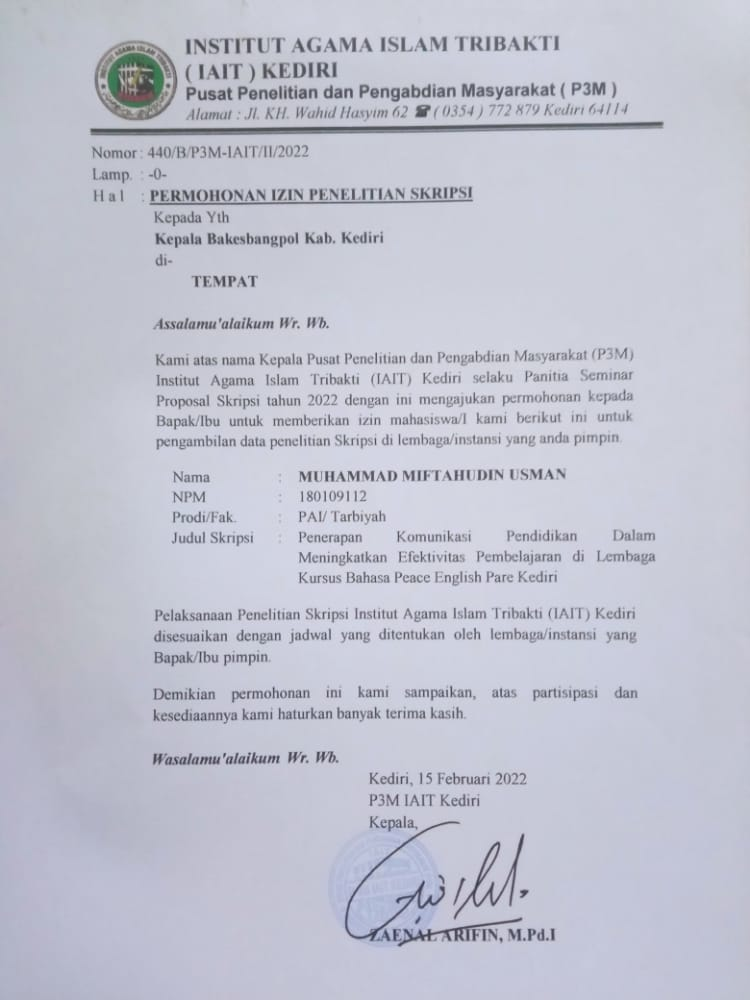 INSTITUT AGAMA ISLAM TRIBAKTI
( IAIT ) KEDIRI
Pusat Penelitian dan Pengabdian Masyarakat ( P3M )
Alamat : Jl. KH. Wahid Hasyim 62 ☎ ( 0354 ) 772 879 Kediri 64114
Nomor : 440/B/P3M-IAIT/II/2022
Lamp. : -0-
H a l : PERMOHONAN IZIN PENELITIAN SKRIPSI
Kepada Yth
Kepala Bakesbangpol Kab. Kediri
di-
TEMPAT
Assalamu'alaikum Wr. Wb.
Kami atas nama Kepala Pusat Penelitian dan Pengabdian Masyarakat (P3M)
Institut Agama Islam Tribakti (IAIT) Kediri selaku Panitia Seminar
Proposal Skripsi tahun 2022 dengan ini mengajukan permohonan kepada
Bapak/Ibu untuk memberikan izin mahasiswa/I kami berikut ini untuk
pengambilan data penelitian Skripsi di lembaga/instansi yang anda pimpin.
Nama : MUHAMMAD MIFTAHUDIN USMAN
NPM : 180109112
Prodi/Fak. : PAI/ Tarbiyah
Judul Skripsi : Penerapan Komunikasi Pendidikan Dalam
Meningkatkan Efektivitas Pembelajaran di Lembaga
Kursus Bahasa Peace English Pare Kediri
Pelaksanaan Penelitian Skripsi Institut Agama Islam Tribakti (IAIT) Kediri
disesuaikan dengan jadwal yang ditentukan oleh lembaga/instansi yang
Bapak/Ibu pimpin.
Demikian permohonan ini kami sampaikan, atas partisipasi dan
kesediaannya kami haturkan banyak terima kasih.
Wasalamu'alaikum Wr. Wb.
Kediri, 15 Februari 2022
P3M IAIT Kediri
Kepala,
ZAENAL ARIFIN, M.Pd.I